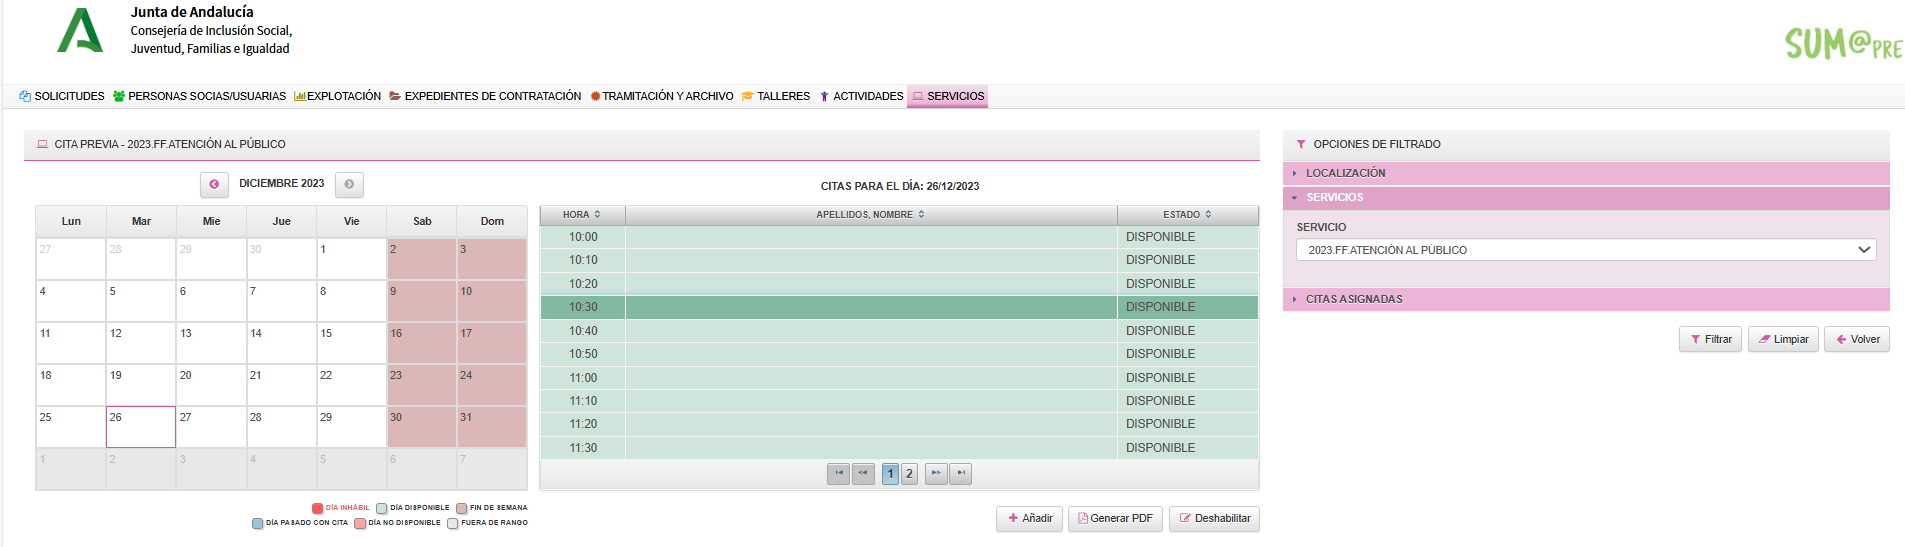 Junta de Andalucía
Consejería de Inclusión Social,
Juventud, Familias e Igualdad
SUM@PRE
SOLICITUDES PERSONAS SOCIAS/USUARIAS EXPLOTACIÓN EXPEDIENTES DE CONTRATACIÓN TRAMITACIÓN Y ARCHIVO TALLERES ACTIVIDADES SERVICIOS
CITA PREVIA - 2023.FF.ATENCIÓN AL PÚBLICO
DICIEMBRE 2023
Lun Mar Mie Jue Vie Sab Dom
27 28 29 30 1 2 3
4 5 6 7 8 9 10
11 12 13 14 15 16 17
18 19 20 21 22 23 24
25 26 27 28 29 30 31
1 2 3 4 5 6 7
DÍA INHÁBIL DÍA DISPONIBLE FIN DE SEMANA
DÍA PASADO CON CITA DÍA NO DISPONIBLE FUERA DE RANGO
CITAS PARA EL DÍA: 26/12/2023
HORA APELLIDOS, NOMBRE ESTADO
10:00 DISPONIBLE
10:10 DISPONIBLE
10:20 DISPONIBLE
10:30 DISPONIBLE
10:40 DISPONIBLE
10:50 DISPONIBLE
11:00 DISPONIBLE
11:10 DISPONIBLE
11:20 DISPONIBLE
11:30 DISPONIBLE
1 2
Añadir Generar PDF Deshabilitar
OPCIONES DE FILTRADO
LOCALIZACIÓN
SERVICIOS
SERVICIO
2023.FF.ATENCIÓN AL PÚBLICO
CITAS ASIGNADAS
Filtrar Limpiar Volver